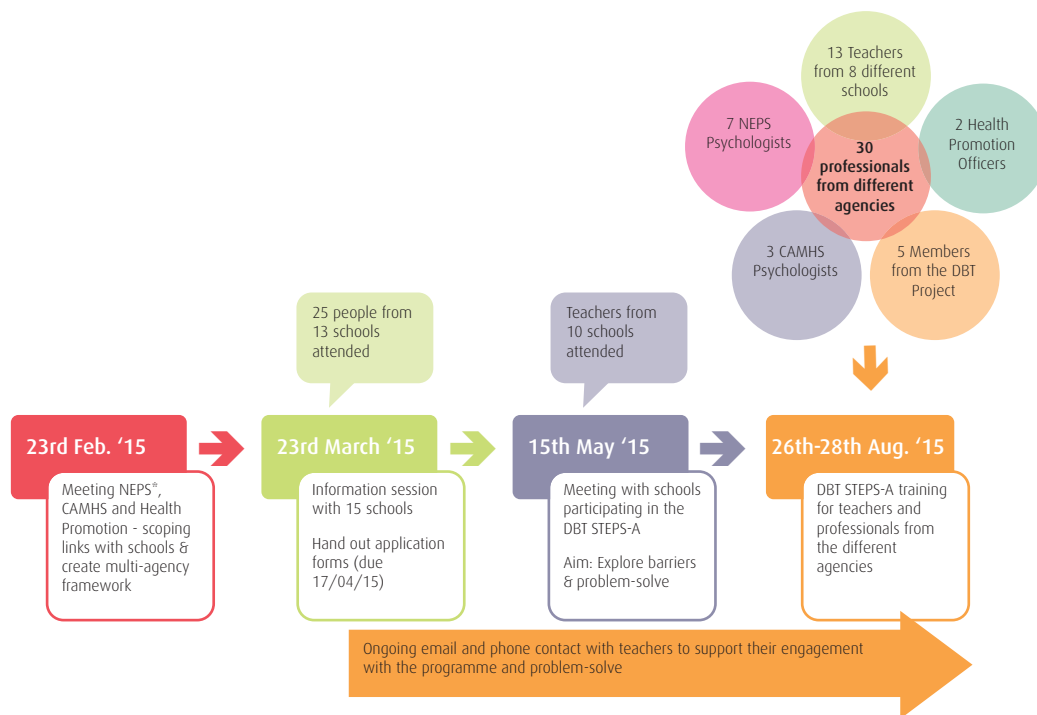 13 Teachers
from 8 different
schools
7 NEPS
Psychologists
2 Health
Promotion
Officers
30
professionals
from different
agencies
3 CAMHS
Psychologists
5 Members
from the DBT
Project
25 people from
13 schools
attended
Teachers from
10 schools
attended
23rd Feb. ‘15
Meeting NEPS*,
CAMHS and Health
Promotion - scoping
links with schools &
create multi-agency
framework
23rd March ‘15
Information session
with 15 schools
Hand out application
forms (due
17/04/15)
15th May ‘15
Meeting with schools
participating in the
DBT STEPS-A
Aim: Explore barriers
& problem-solve
26th-28th Aug. ‘15
DBT STEPS-A training
for teachers and
professionals from
the different
agencies
Ongoing email and phone contact with teachers to support their engagement
with the programme and problem-solve